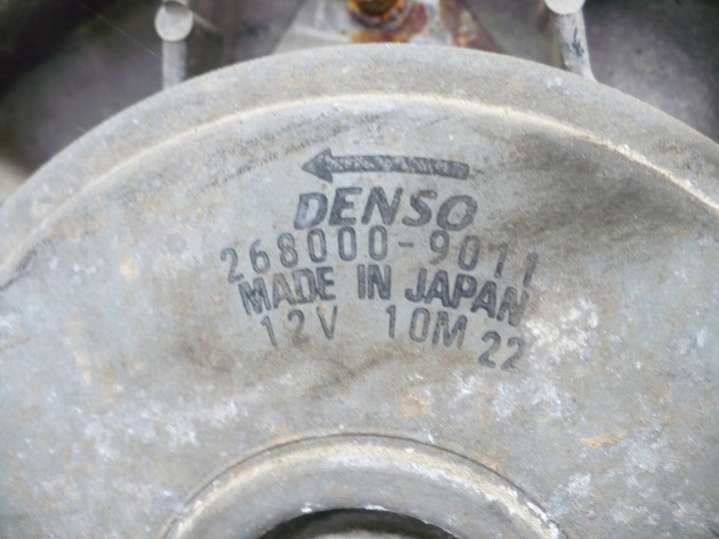 DENSO
268000-9011
MADE IN JAPAN
12V 10M 22